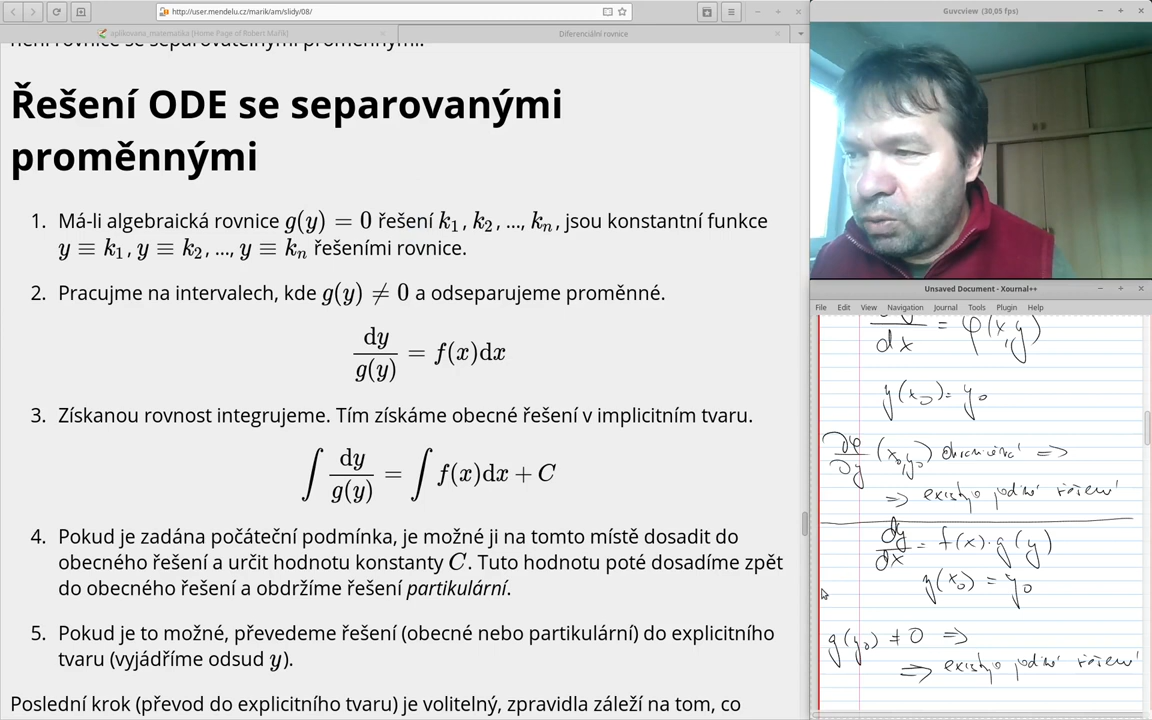 http://user.mendelu.cz/marik/am/slidy/08/
aplikovana_matematika [Home Page of Robert Mařík]
Diferenciální rovnice
není rovnice se separovatelnými proměnnými.
Řešení ODE se separovanými
proměnnými
1. Má-li algebraická rovnice g(y) = 0 řešení k₁, k₂, ..., kₙ, jsou konstantní funkce
y ≡ k₁, y ≡ k₂, ..., y ≡ kₙ řešeními rovnice.
2. Pracujme na intervalech, kde g(y) ≠ 0 a odseparujeme proměnné.
dy/g(y) = f(x)dx
3. Získanou rovnost integrujeme. Tím získáme obecné řešení v implicitním tvaru.
∫ dy/g(y) = ∫ f(x)dx + C
4. Pokud je zadána počáteční podmínka, je možné ji na tomto místě dosadit do
obecného řešení a určit hodnotu konstanty C. Tuto hodnotu poté dosadíme zpět
do obecného řešení a obdržíme řešení partikulární.
5. Pokud je to možné, převedeme řešení (obecné nebo partikulární) do explicitního
tvaru (vyjádříme odsud y).
Poslední krok (převod do explicitního tvaru) je volitelný, zpravidla záleží na tom, co
Guvcview (30,05 fps)
Unsaved Document - Xournal++
File Edit View Navigation Journal Tools Plugin Help
dy/dx = φ(x,y)
y(x₀) = y₀
∂φ/∂y (x₀,y₀) ohraničená ⇒
⇒ existuje jediné řešení
dy/dx = f(x)·g(y)
y(x₀) = y₀
g(y₀) ≠ 0 ⇒
⇒ existuje jediné řešení